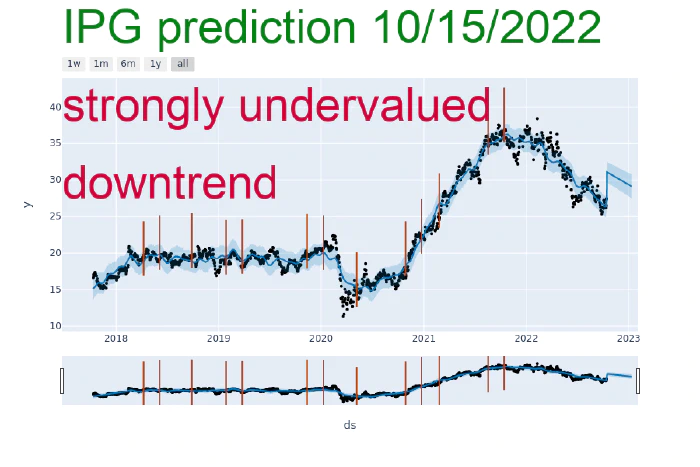 IPG prediction 10/15/2022
1w 1m 6m 1y all
strongly undervalued
downtrend
40
35
30
25
20
15
10
y
2018 2019 2020 2021 2022 2023
ds